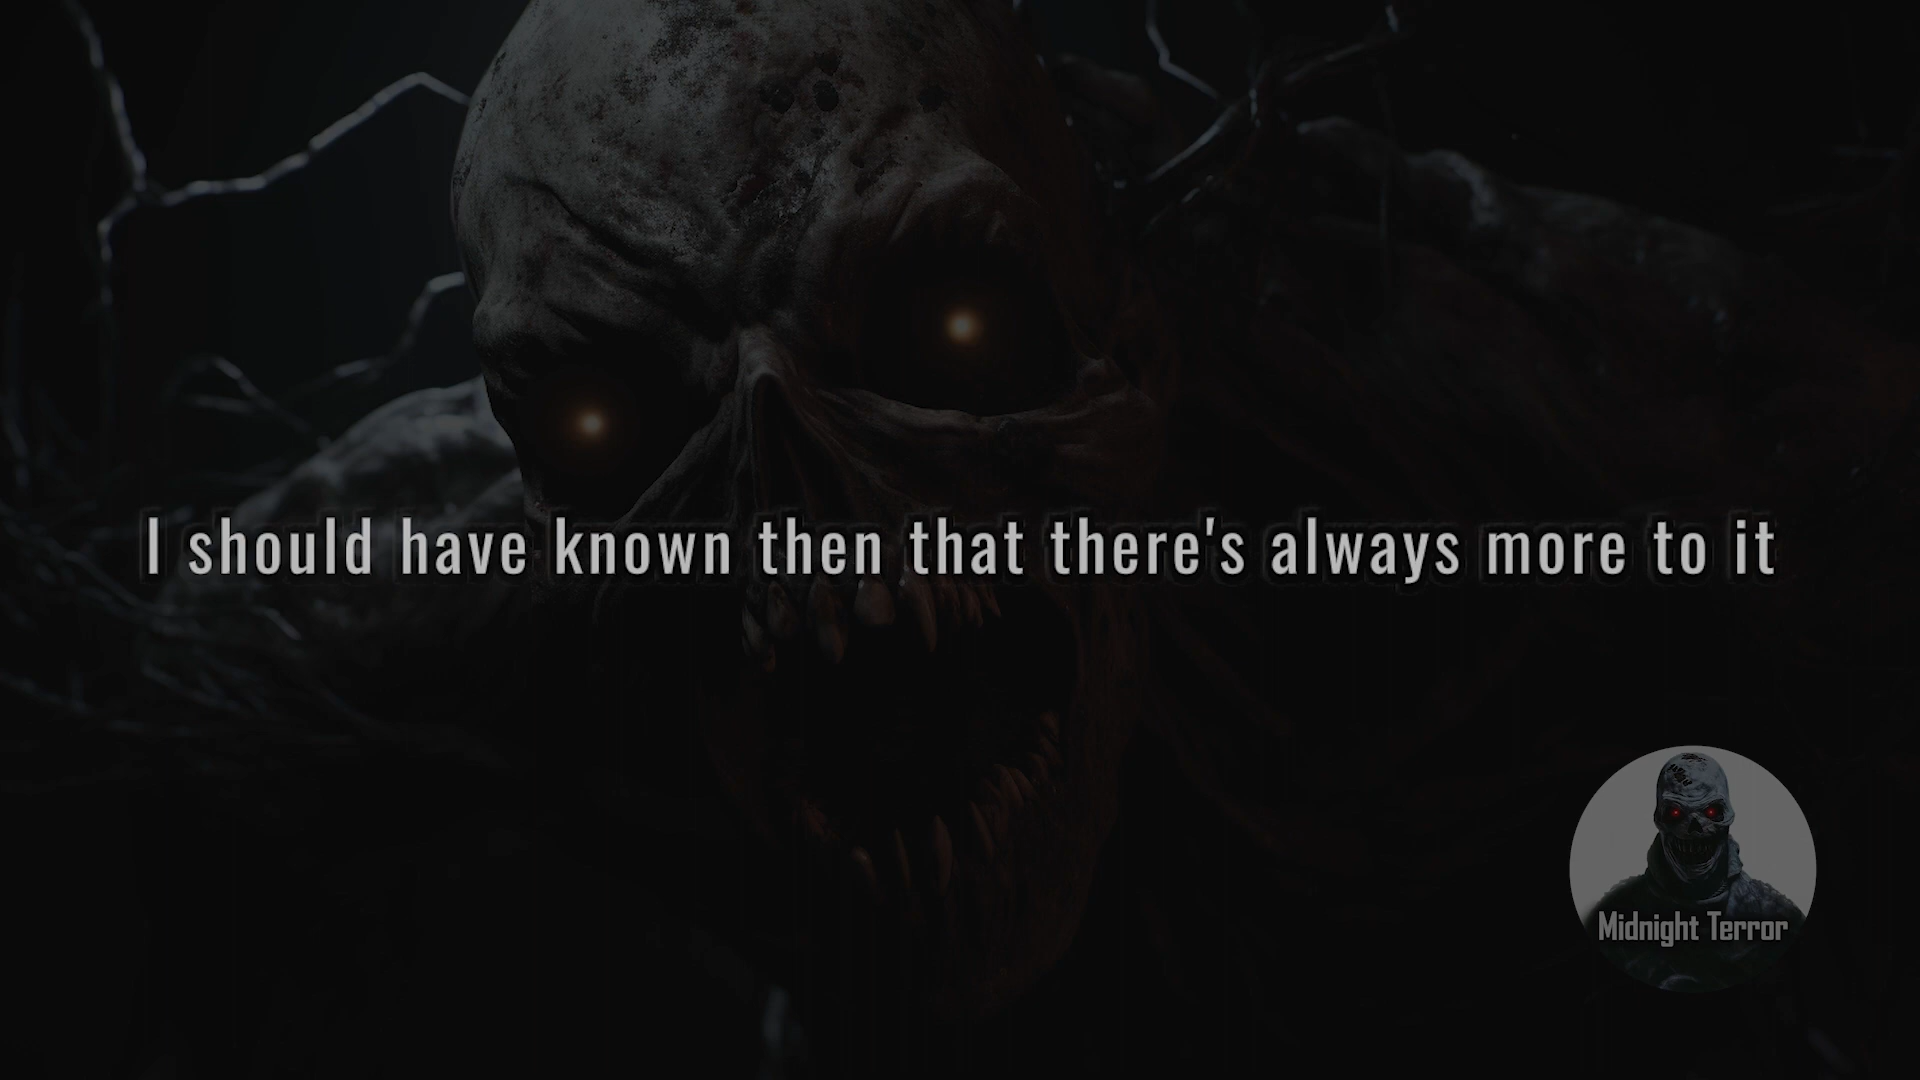 I should have known then that there's always more to it
Midnight Terror